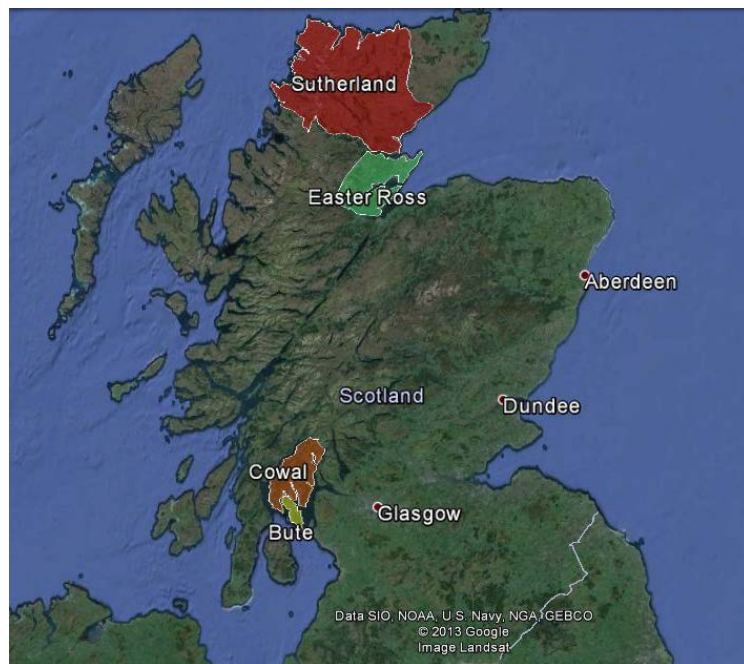 Sutherland
Easter Ross
Aberdeen
Scotland
Dundee
Cowal
Glasgow
Bute
Data SIO, NOAA, U.S. Navy, NGA, GEBCO
© 2013 Google
Image Landsat